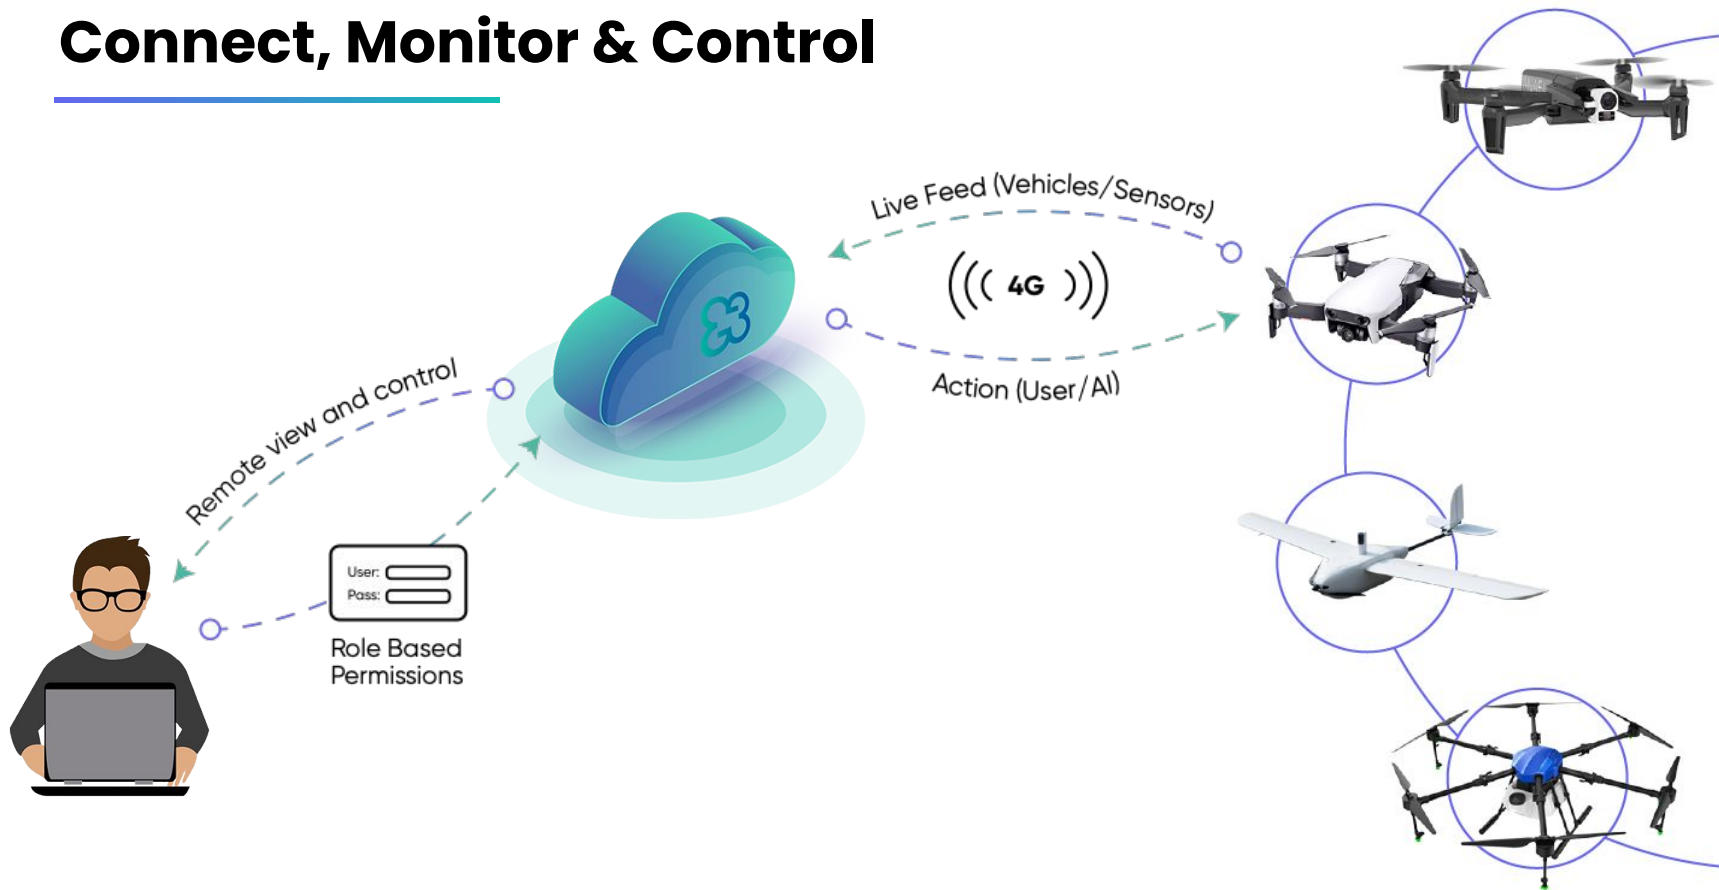 Connect, Monitor & Control
Live Feed (Vehicles/Sensors)
4G
Action (User/AI)
Remote view and control
User:
Pass:
Role Based
Permissions